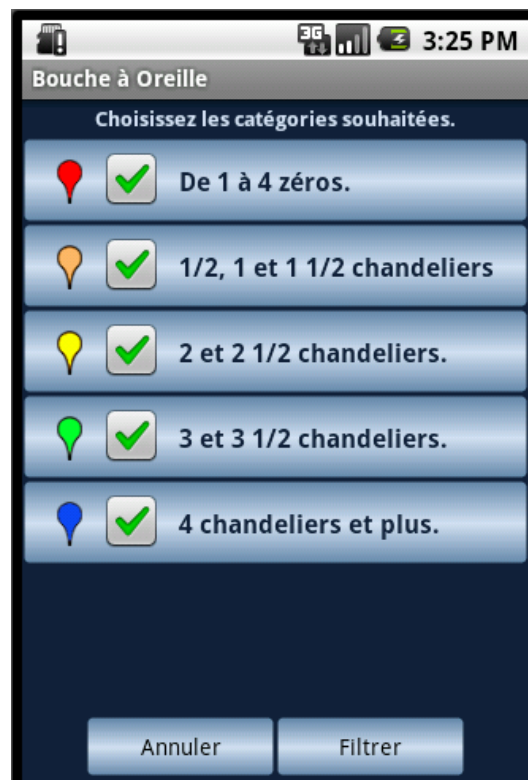 3G 3:25 PM
Bouche à Oreille
Choisissez les catégories souhaitées.
De 1 à 4 zéros.
1/2, 1 et 1 1/2 chandeliers
2 et 2 1/2 chandeliers.
3 et 3 1/2 chandeliers.
4 chandeliers et plus.
Annuler Filtrer